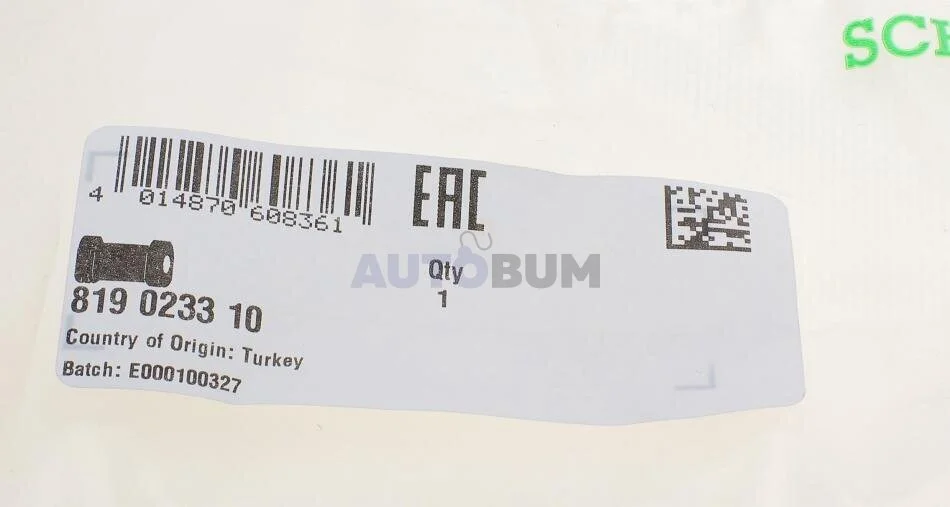 SCH
4 014870 608361
EAC
AUTOBUM
Qty
1
819 0233 10
Country of Origin: Turkey
Batch: E000100327